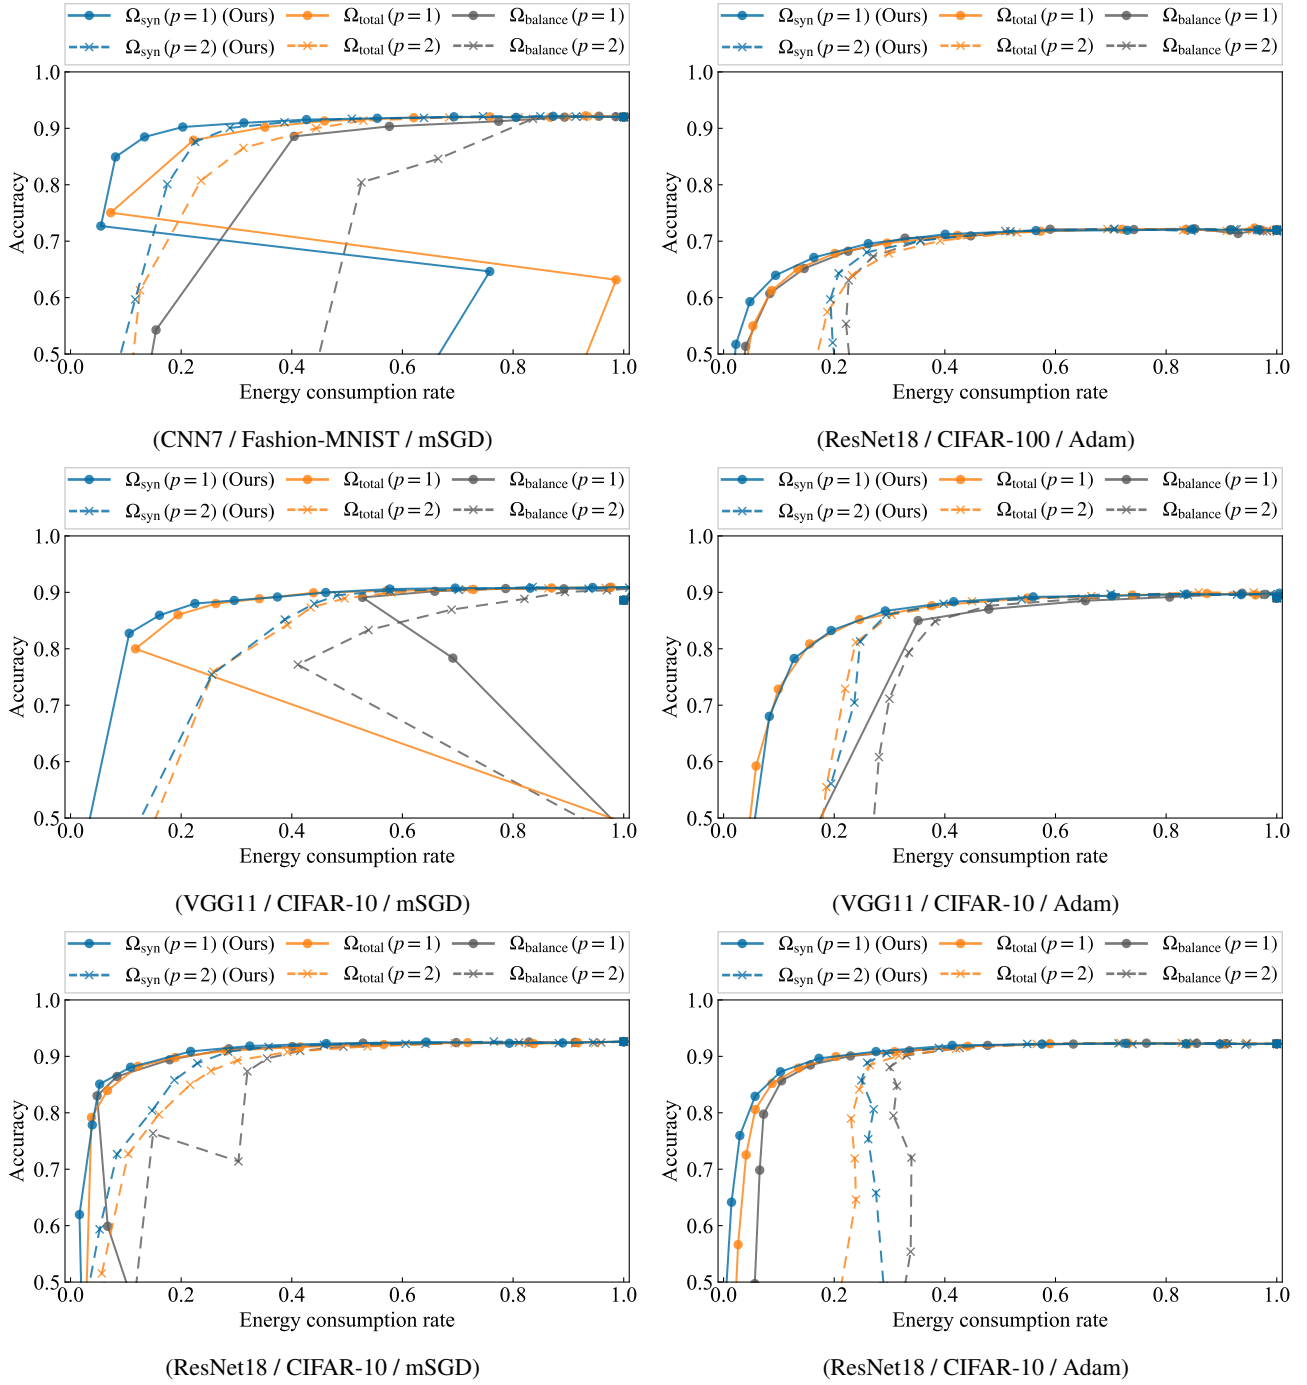 Ωsyn (p=1) (Ours) Ωtotal (p=1) Ωbalance (p=1)
Ωsyn (p=2) (Ours) Ωtotal (p=2) Ωbalance (p=2)
1.0
0.9
0.8
0.7
0.6
0.5
Accuracy
0.0 0.2 0.4 0.6 0.8 1.0
Energy consumption rate
(CNN7 / Fashion-MNIST / mSGD)
Ωsyn (p=1) (Ours) Ωtotal (p=1) Ωbalance (p=1)
Ωsyn (p=2) (Ours) Ωtotal (p=2) Ωbalance (p=2)
1.0
0.9
0.8
0.7
0.6
0.5
Accuracy
0.0 0.2 0.4 0.6 0.8 1.0
Energy consumption rate
(ResNet18 / CIFAR-100 / Adam)
Ωsyn (p=1) (Ours) Ωtotal (p=1) Ωbalance (p=1)
Ωsyn (p=2) (Ours) Ωtotal (p=2) Ωbalance (p=2)
1.0
0.9
0.8
0.7
0.6
0.5
Accuracy
0.0 0.2 0.4 0.6 0.8 1.0
Energy consumption rate
(VGG11 / CIFAR-10 / mSGD)
Ωsyn (p=1) (Ours) Ωtotal (p=1) Ωbalance (p=1)
Ωsyn (p=2) (Ours) Ωtotal (p=2) Ωbalance (p=2)
1.0
0.9
0.8
0.7
0.6
0.5
Accuracy
0.0 0.2 0.4 0.6 0.8 1.0
Energy consumption rate
(VGG11 / CIFAR-10 / Adam)
Ωsyn (p=1) (Ours) Ωtotal (p=1) Ωbalance (p=1)
Ωsyn (p=2) (Ours) Ωtotal (p=2) Ωbalance (p=2)
1.0
0.9
0.8
0.7
0.6
0.5
Accuracy
0.0 0.2 0.4 0.6 0.8 1.0
Energy consumption rate
(ResNet18 / CIFAR-10 / mSGD)
Ωsyn (p=1) (Ours) Ωtotal (p=1) Ωbalance (p=1)
Ωsyn (p=2) (Ours) Ωtotal (p=2) Ωbalance (p=2)
1.0
0.9
0.8
0.7
0.6
0.5
Accuracy
0.0 0.2 0.4 0.6 0.8 1.0
Energy consumption rate
(ResNet18 / CIFAR-10 / Adam)